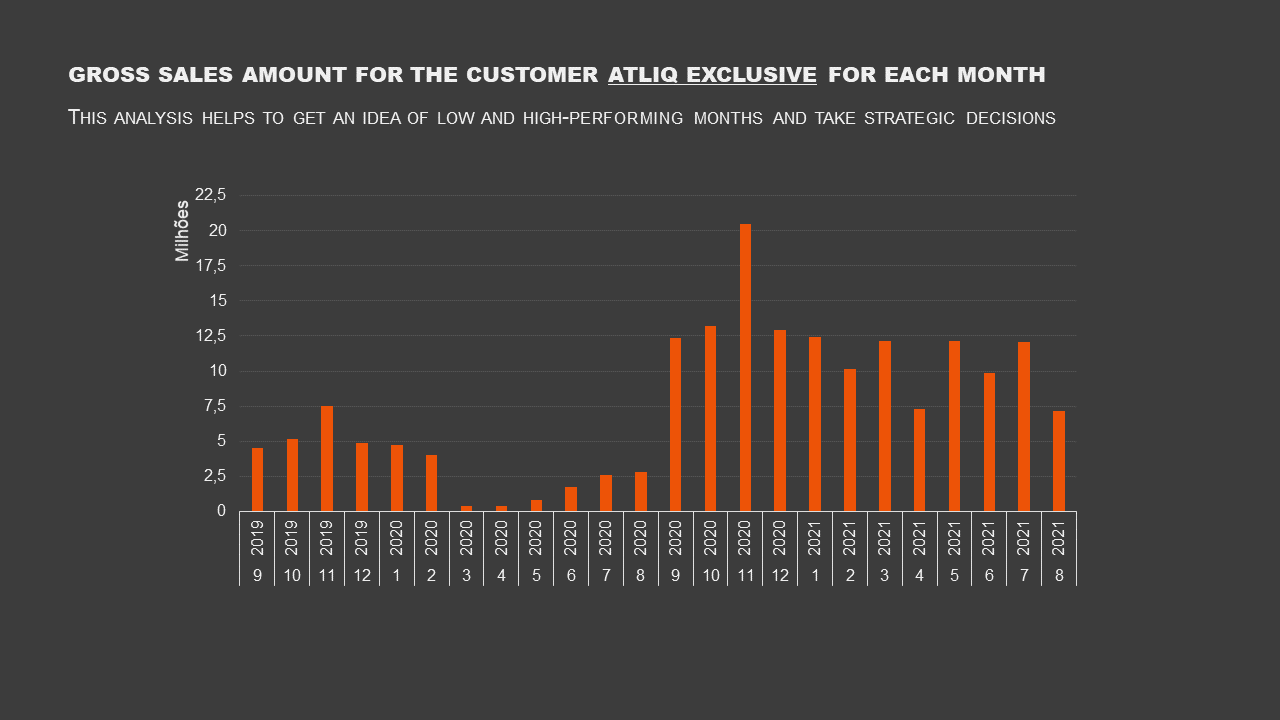 GROSS SALES AMOUNT FOR THE CUSTOMER ATLIQ EXCLUSIVE FOR EACH MONTH
THIS ANALYSIS HELPS TO GET AN IDEA OF LOW AND HIGH-PERFORMING MONTHS AND TAKE STRATEGIC DECISIONS
Milhões
22,5
20
17,5
15
12,5
10
7,5
5
2,5
0
2019 2019 2019 2019 2020 2020 2020 2020 2020 2020 2020 2020 2020 2020 2020 2020 2021 2021 2021 2021 2021 2021 2021 2021
9 10 11 12 1 2 3 4 5 6 7 8 9 10 11 12 1 2 3 4 5 6 7 8